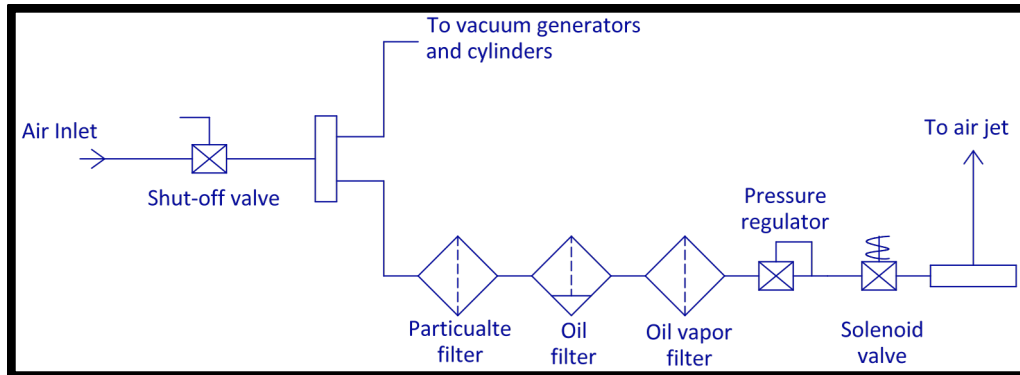 To vacuum generators
and cylinders
Air Inlet
Shut-off valve
To air jet
Pressure
regulator
Particualte
filter
Oil
filter
Oil vapor
filter
Solenoid
valve